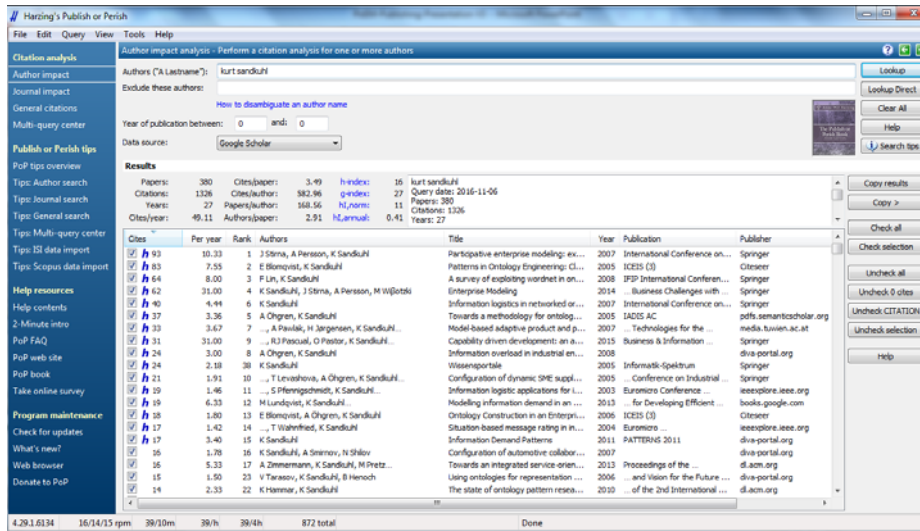 Harzing's Publish or Perish
File Edit Query View Tools Help
Citation analysis
Author impact
Journal impact
General citations
Multi-query center
Publish or Perish tips
PoP tips overview
Tips: Author search
Tips: Journal search
Tips: General search
Tips: Multi-query center
Tips: ISI data import
Tips: Scopus data import
Help resources
Help contents
2-Minute intro
PoP FAQ
PoP web site
PoP book
Take online survey
Program maintenance
Check for updates
What's new?
Web browser
Donate to PoP
Author impact analysis - Perform a citation analysis for one or more authors
Authors ("A Lastname"): kurt sandkuhl
Exclude these authors:
How to disambiguate an author name
Year of publication between: 0 and: 0
Data source: Google Scholar
Lookup
Lookup Direct
Clear All
Help
Search tips
Results
Papers: 380 Cites/paper: 3.49 h-index: 16
Citations: 1326 Cites/author: 582.96 g-index: 27
Years: 27 Papers/author: 168.56 hI,norm: 11
Cites/year: 49.11 Authors/paper: 2.91 hI,annual: 0.41
kurt sandkuhl
Query date: 2016-11-06
Papers: 380
Citations: 1326
Years: 27
Copy results
Copy >
Check all
Check selection
Uncheck all
Uncheck 0 cites
Uncheck CITATION
Uncheck selection
Help
Cites Per year Rank Authors Title Year Publication Publisher
h 93 10.33 1 J Stirna, A Persson, K Sandkuhl Participative enterprise modeling: ex... 2007 International Conference on... Springer
h 83 7.55 2 E Blomqvist, K Sandkuhl Patterns in Ontology Engineering: Cl... 2005 ICEIS (3) Citeseer
h 64 8.00 3 F Lin, K Sandkuhl A survey of exploiting wordnet in on... 2008 IFIP International Conferen... Springer
h 62 31.00 4 K Sandkuhl, J Stirna, A Persson, M Wißotzki Enterprise Modeling 2014 ... Business Challenges with ... Springer
h 40 4.44 6 K Sandkuhl Information logistics in networked or... 2007 International Conference on... Springer
h 37 3.36 5 A Öhgren, K Sandkuhl Towards a methodology for ontolog... 2005 IADIS AC pdfs.semanticscholar.org
h 33 3.67 7 ..., A Pawlak, H Jørgensen, K Sandkuhl... Model-based adaptive product and p... 2007 ... Technologies for the ... media.tuwien.ac.at
h 31 31.00 9 ..., RJ Pascual, O Pastor, K Sandkuhl... Capability driven development: an a... 2015 Business & Information ... Springer
h 24 3.00 8 A Öhgren, K Sandkuhl Information overload in industrial en... 2008 diva-portal.org
h 24 2.18 38 K Sandkuhl Wissensportale 2005 Informatik-Spektrum Springer
h 21 1.91 10 ..., T Levashova, A Öhgren, K Sandkuhl... Configuration of dynamic SME suppl... 2005 ... Conference on Industrial ... Springer
h 19 1.46 11 ..., S Pfennigschmidt, K Sandkuhl... Information logistic applications for i... 2003 Euromicro Conference ... ieeexplore.ieee.org
h 19 6.33 12 M Lundqvist, K Sandkuhl... Modelling information demand in an ... 2013 ... for Developing Efficient ... books.google.com
h 18 1.80 13 E Blomqvist, A Öhgren, K Sandkuhl Ontology Construction in an Enterpri... 2006 ICEIS (3) Citeseer
h 17 1.42 14 ..., T Wahnfried, K Sandkuhl... Situation-based message rating in in... 2004 Euromicro ... ieeexplore.ieee.org
h 17 3.40 15 K Sandkuhl Information Demand Patterns 2011 PATTERNS 2011 diva-portal.org
16 1.78 16 K Sandkuhl, A Smirnov, N Shilov Configuration of automotive collabor... 2007 diva-portal.org
16 5.33 17 A Zimmermann, K Sandkuhl, M Pretz... Towards an integrated service-orien... 2013 Proceedings of the ... dl.acm.org
15 1.50 23 V Tarasov, K Sandkuhl, B Henoch Using ontologies for representation ... 2006 ... and Vision for the Future ... diva-portal.org
14 2.33 22 K Hammar, K Sandkuhl The state of ontology pattern resea... 2010 ... of the 2nd International ... dl.acm.org
4.29.1.6134 16/14/15 rpm 39/10m 39/h 39/4h 872 total Done